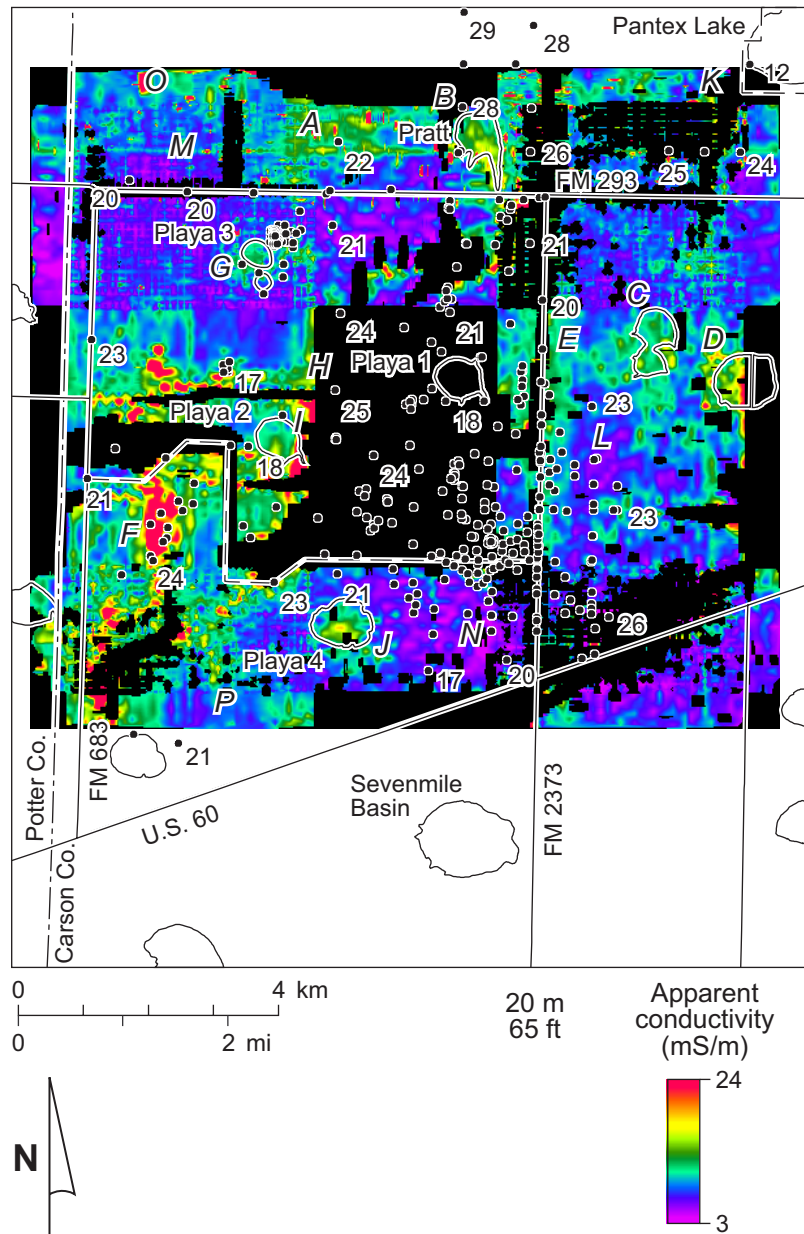 29
28
Pantex Lake
12
O
K
B
A
28
Pratt
M
22
26
25
24
FM 293
20
20
Playa 3
21
21
G
C
20
24
21
E
23
H
Playa 1
D
17
Playa 2
18
23
I
25
L
18
24
21
23
F
24
21
23
26
J
N
Playa 4
17
20
P
FM 683
21
Potter Co.
Carson Co.
U.S. 60
Sevenmile
Basin
FM 2373
0 4 km
0 2 mi
20 m
65 ft
Apparent
conductivity
(mS/m)
24
3
N